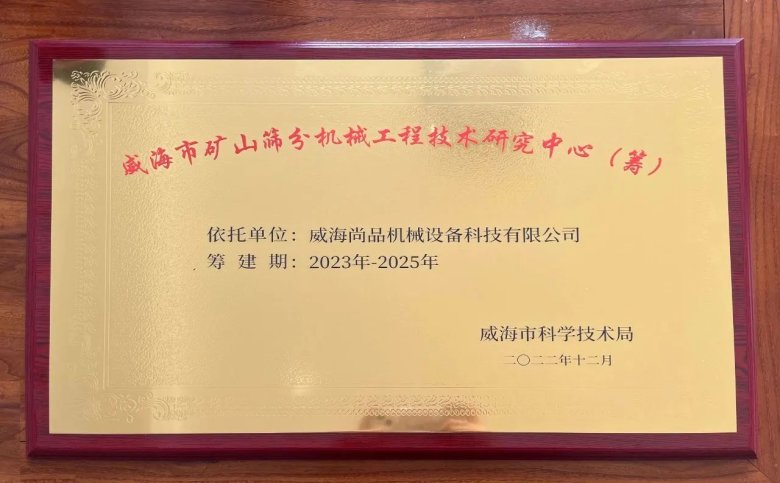 威海市矿山筛分机械工程技术研究中心（筹）
依托单位：威海尚品机械设备科技有限公司
筹 建 期：2023年-2025年
威海市科学技术局
二〇二二年十二月